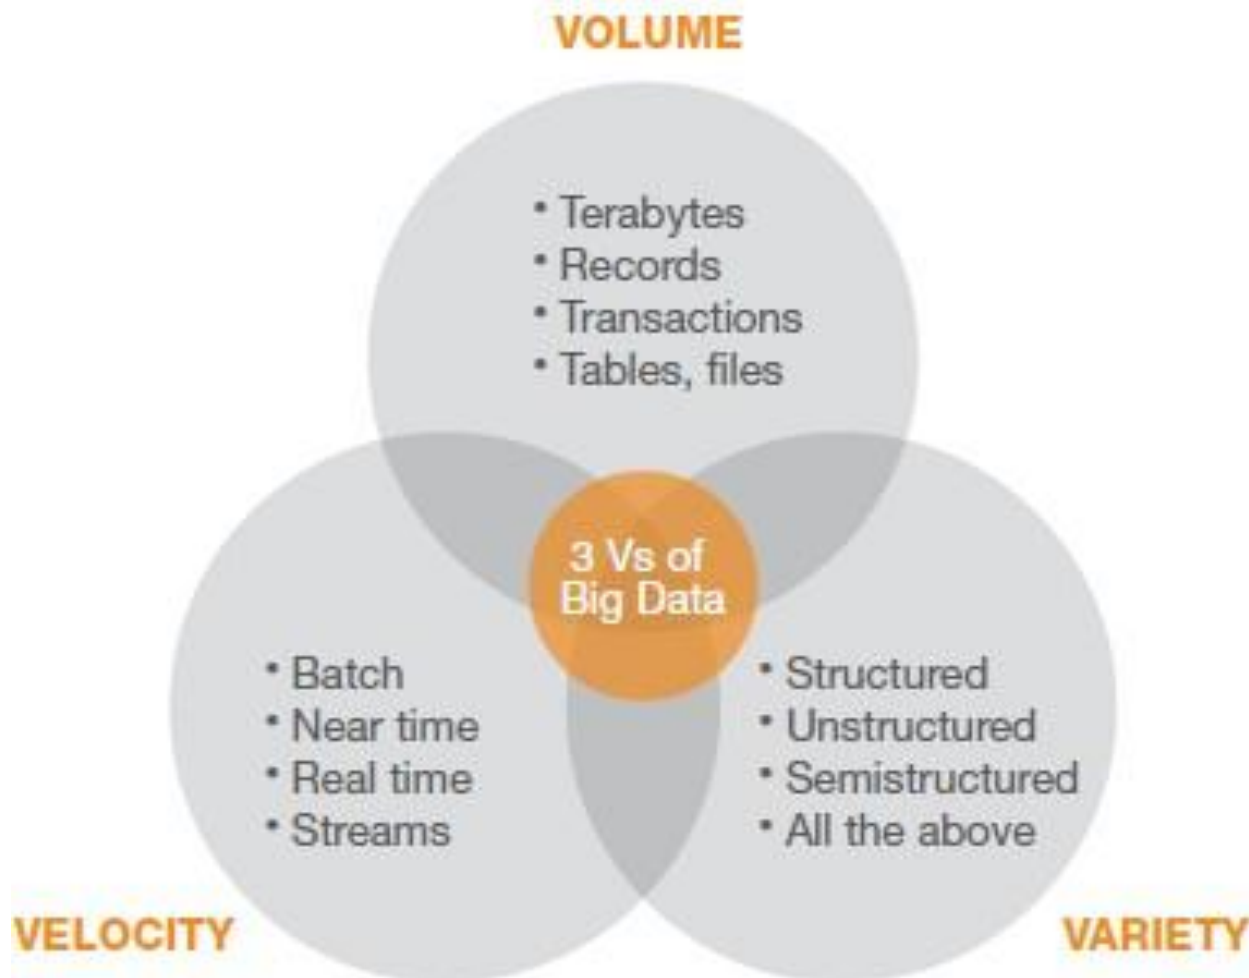 VOLUME
• Terabytes
• Records
• Transactions
• Tables, files
3 Vs of
Big Data
• Batch
• Near time
• Real time
• Streams
• Structured
• Unstructured
• Semistructured
• All the above
VELOCITY
VARIETY